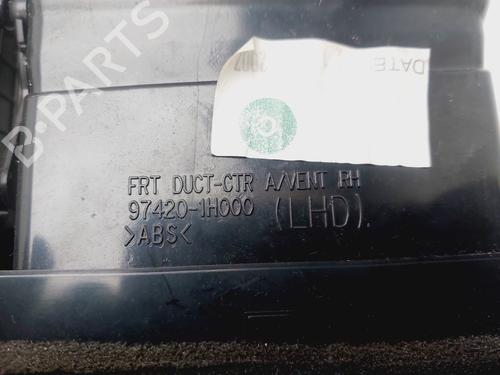 B-PARTS
DATE
FRT DUCT-CTR A/VENT RH
97420-1H000 (LHD).
>ABS<